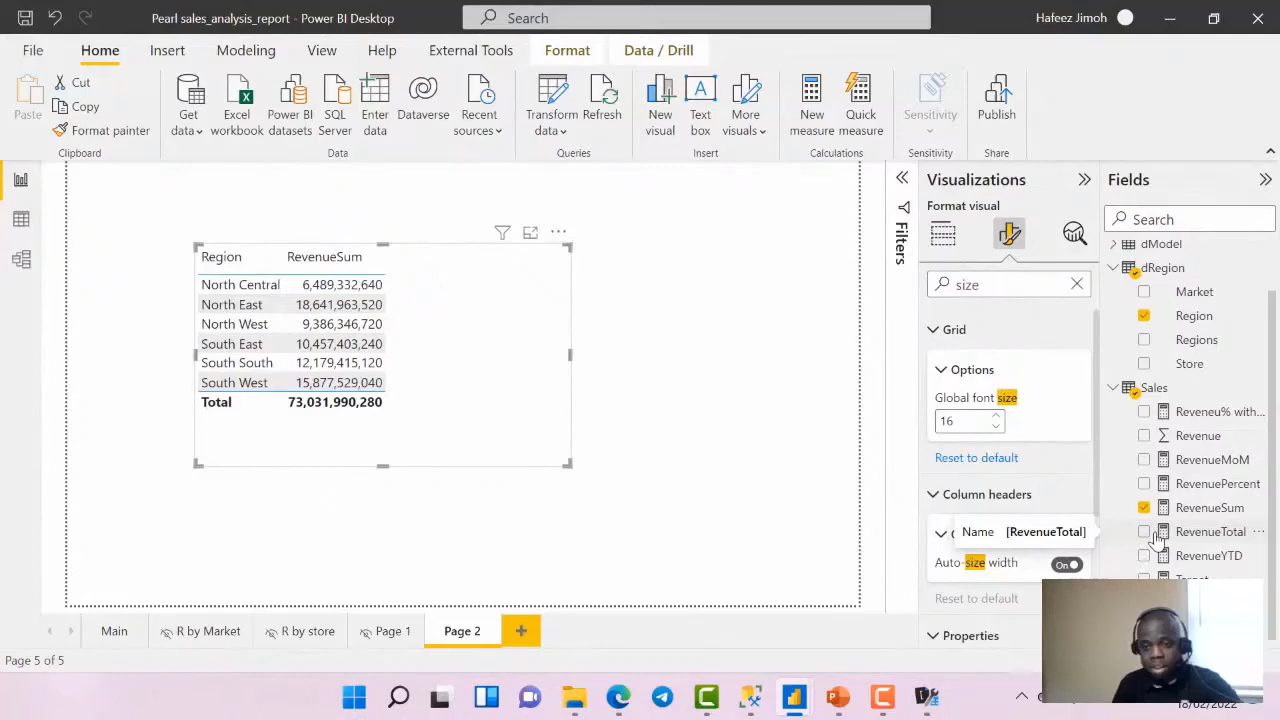 Pearl sales_analysis_report - Power BI Desktop
Search
Hafeez Jimoh
File
Home
Insert
Modeling
View
Help
External Tools
Format
Data / Drill
Paste
Cut
Copy
Format painter
Clipboard
Get data
Excel workbook
Power BI datasets
SQL Server
Enter data
Dataverse
Recent sources
Data
Transform data
Refresh
Queries
New visual
Text box
More visuals
Insert
New measure
Quick measure
Calculations
Sensitivity
Sensitivity
Publish
Share
Region RevenueSum
North Central 6,489,332,640
North East 18,641,963,520
North West 9,386,346,720
South East 10,457,403,240
South South 12,179,415,120
South West 15,877,529,040
Total 73,031,990,280
Filters
Visualizations
Format visual
size
Grid
Options
Global font size
16
Reset to default
Column headers
Name [RevenueTotal]
Auto-size width On
Reset to default
Properties
Fields
Search
dModel
dRegion
Market
Region
Regions
Store
Sales
Reveneu% with...
Revenue
RevenueMoM
RevenuePercent
RevenueSum
RevenueTotal
RevenueYTD
Main
R by Market
R by store
Page 1
Page 2
Page 5 of 5
18/02/2022